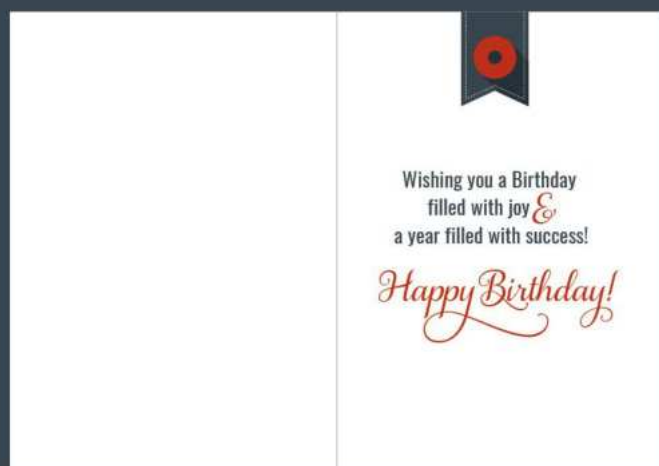 Wishing you a Birthday
filled with joy &
a year filled with success!
Happy Birthday!